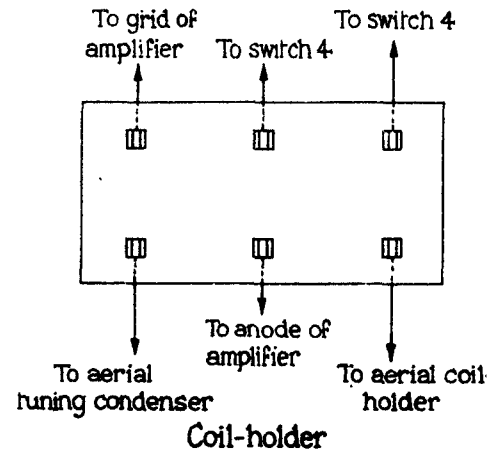 To grid of
amplifier
To switch 4
To switch 4
To anode of
amplifier
To aerial
tuning condenser
To aerial coil-
holder
Coil-holder